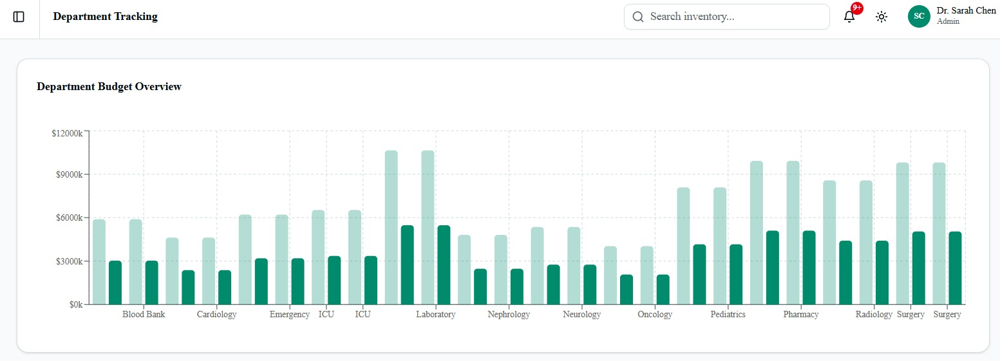 Department Tracking
Search inventory...
9+
SC
Dr. Sarah Chen
Admin
Department Budget Overview
$12000k
$9000k
$6000k
$3000k
$0k
Blood Bank Cardiology Emergency ICU ICU Laboratory Nephrology Neurology Oncology Pediatrics Pharmacy Radiology Surgery Surgery